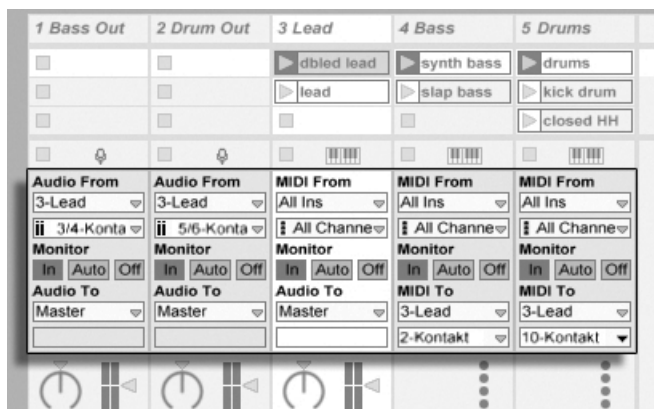 1 Bass Out 2 Drum Out 3 Lead 4 Bass 5 Drums
dbled lead synth bass drums
lead slap bass kick drum
closed HH
Audio From Audio From MIDI From MIDI From MIDI From
3-Lead 3-Lead All Ins All Ins All Ins
3/4-Konta 5/6-Konta All Channe All Channe All Channe
Monitor Monitor Monitor Monitor Monitor
In Auto Off In Auto Off In Auto Off In Auto Off In Auto Off
Audio To Audio To Audio To MIDI To MIDI To
Master Master Master 3-Lead 3-Lead
2-Kontakt 10-Kontakt